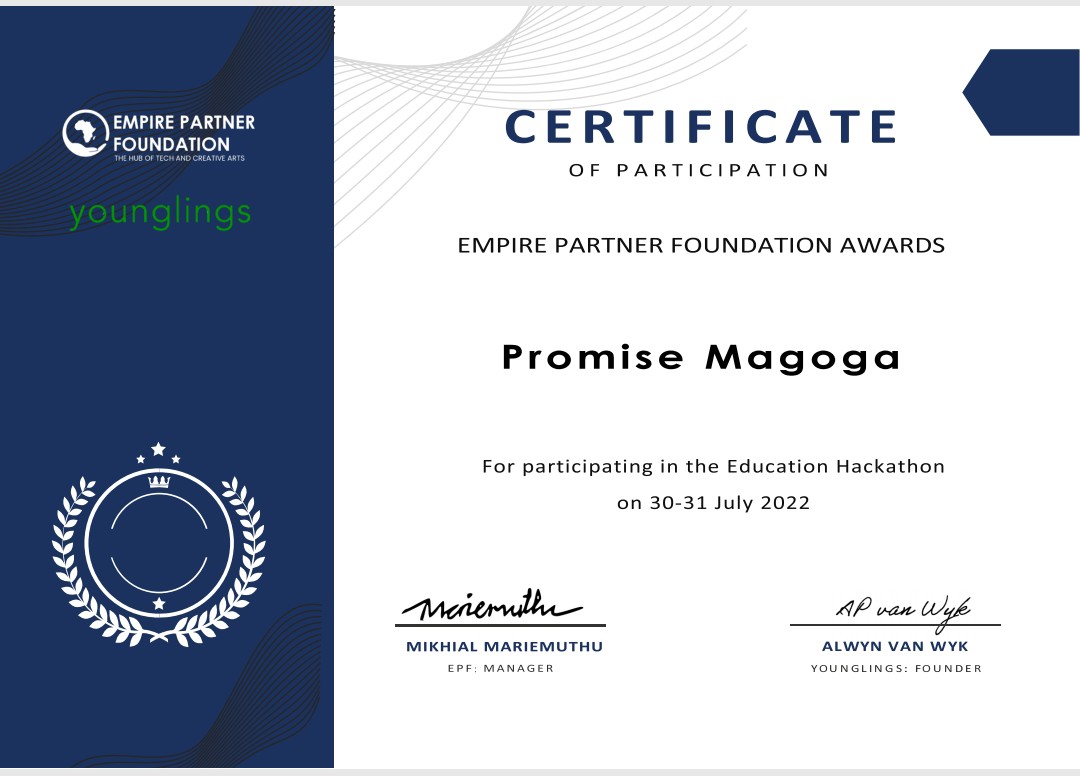 EMPIRE PARTNER
FOUNDATION
THE HUB OF TECH AND CREATIVE ARTS
younglings
CERTIFICATE
OF PARTICIPATION
EMPIRE PARTNER FOUNDATION AWARDS
Promise Magoga
For participating in the Education Hackathon
on 30-31 July 2022
Mariemuthu
AP van Wyk
MIKHIAL MARIEMUTHU
ALWYN VAN WYK
EPF: MANAGER
YOUNGLINGS: FOUNDER